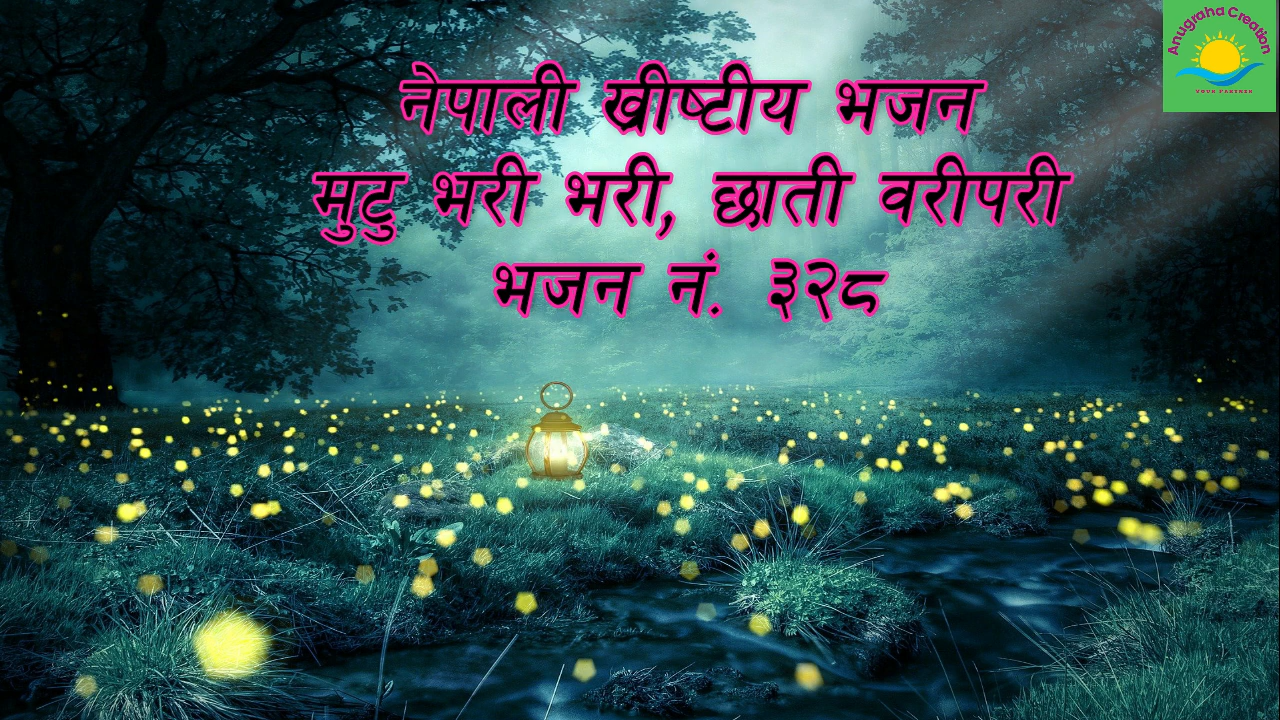 Anugraha Creation
नेपाली ख्रीष्टीय भजन
मुटु भरी भरी, छाती वरीपरी
भजन नं. ३२८